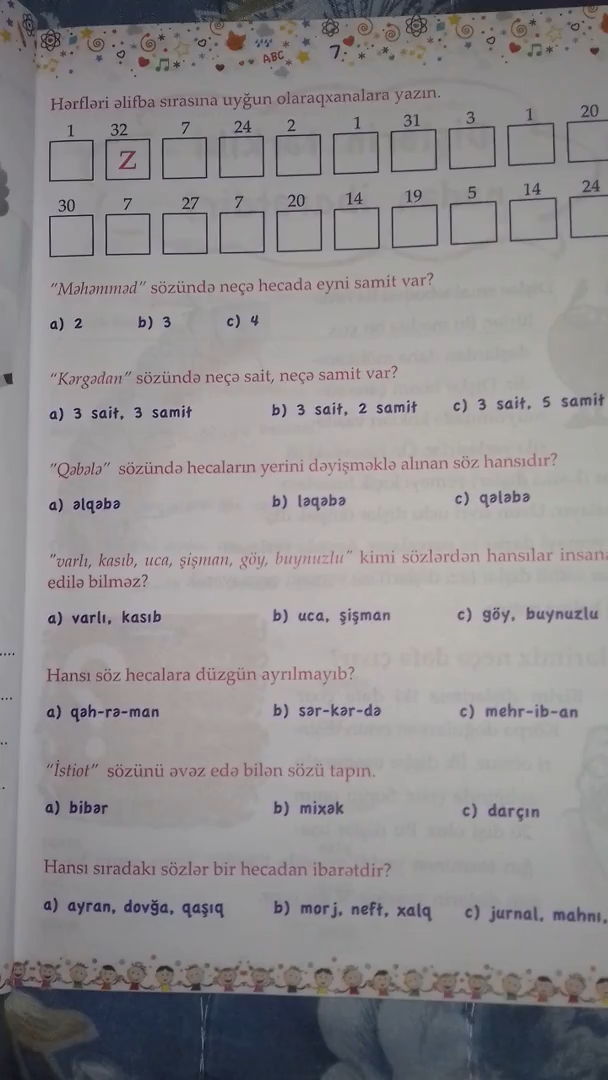 ABC
7.
Hərfləri əlifba sırasına uyğun olaraqxanalara yazın.
1 32 7 24 2 1 31 3 1 20
Z
30 7 27 7 20 14 19 5 14 24
"Məhəmməd" sözündə neçə hecada eyni samit var?
a) 2 b) 3 c) 4
"Kərgədan" sözündə neçə sait, neçə samit var?
a) 3 sait, 3 samit b) 3 sait, 2 samit c) 3 sait, 5 samit
"Qəbələ" sözündə hecaların yerini dəyişməklə alınan söz hansıdır?
a) əlqəbə b) ləqəbə c) qələbə
"varlı, kasıb, uca, şişman, göy, buynuzlu" kimi sözlərdən hansılar insan
edilə bilməz?
a) varlı, kasıb b) uca, şişman c) göy, buynuzlu
Hansı söz hecalara düzgün ayrılmayıb?
a) qəh-rə-man b) sər-kər-də c) mehr-ib-an
"İstiot" sözünü əvəz edə bilən sözü tapın.
a) bibər b) mixək c) darçın
Hansı sıradakı sözlər bir hecadan ibarətdir?
a) ayran, dovğa, qaşıq b) morj, neft, xalq c) jurnal, mahnı,